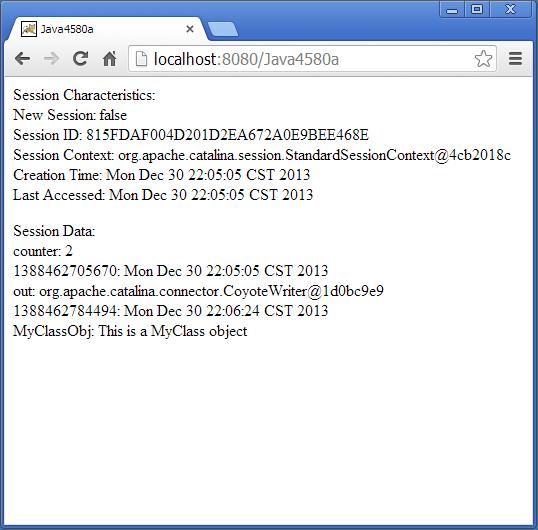 Java4580a
localhost:8080/Java4580a
Session Characteristics:
New Session: false
Session ID: 815FDAF004D201D2EA672A0E9BEE468E
Session Context: org.apache.catalina.session.StandardSessionContext@4cb2018c
Creation Time: Mon Dec 30 22:05:05 CST 2013
Last Accessed: Mon Dec 30 22:05:05 CST 2013
Session Data:
counter: 2
1388462705670: Mon Dec 30 22:05:05 CST 2013
out: org.apache.catalina.connector.CoyoteWriter@1d0bc9e9
1388462784494: Mon Dec 30 22:06:24 CST 2013
MyClassObj: This is a MyClass object